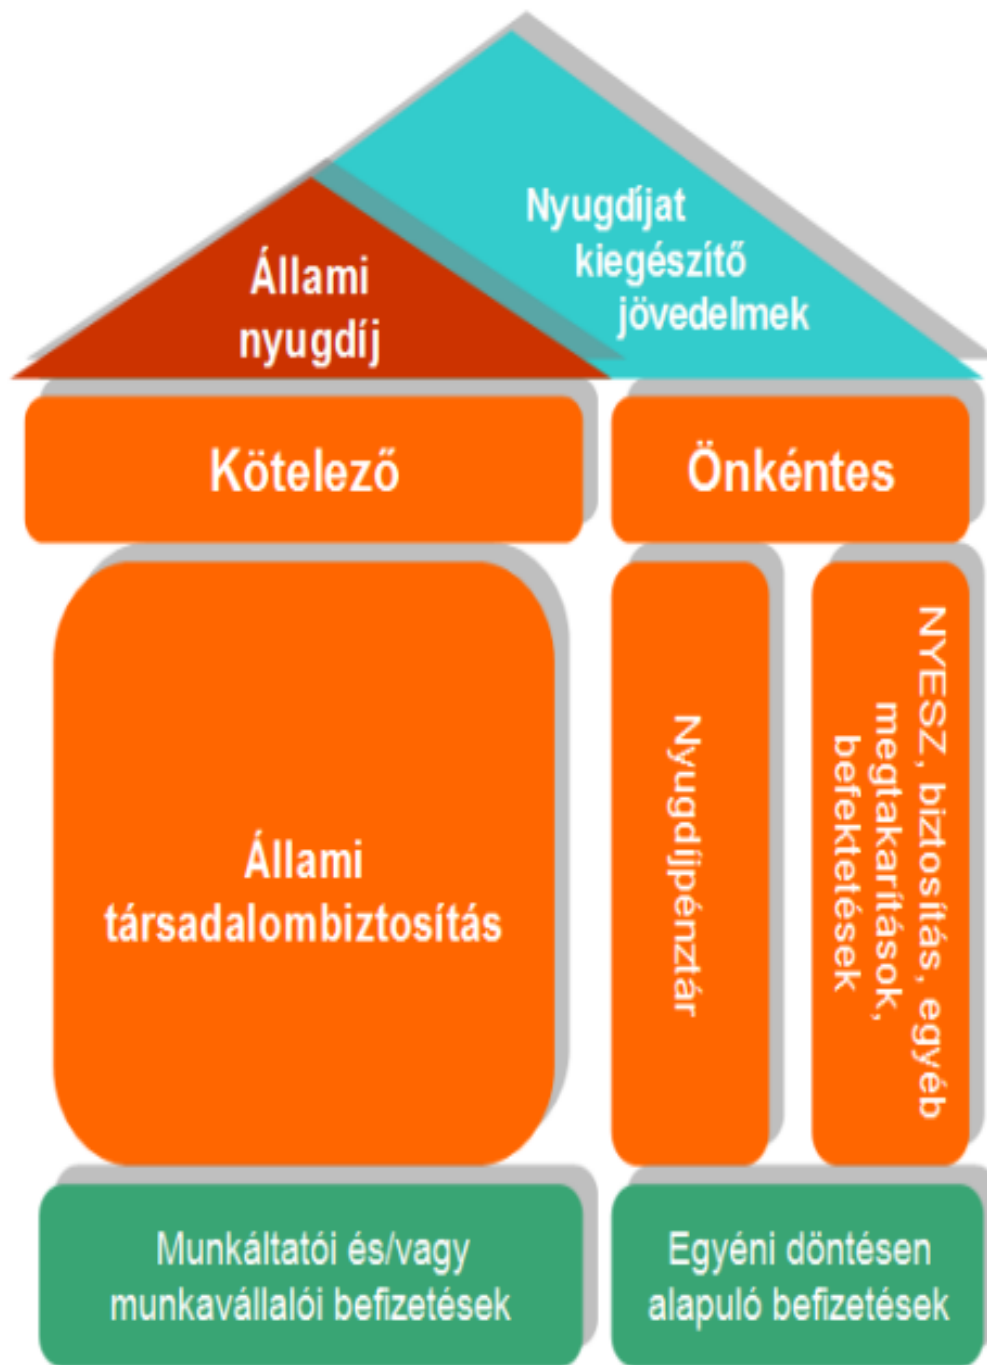 Nyugdíjat
kiegészítő
jövedelmek
Állami
nyugdíj
Kötelező
Önkéntes
Állami
társadalombiztosítás
Nyugdíjpénztár
NYESZ, biztosítás, egyéb
megtakarítások,
befektetések
Munkáltatói és/vagy
munkavállalói befizetések
Egyéni döntésen
alapuló befizetések